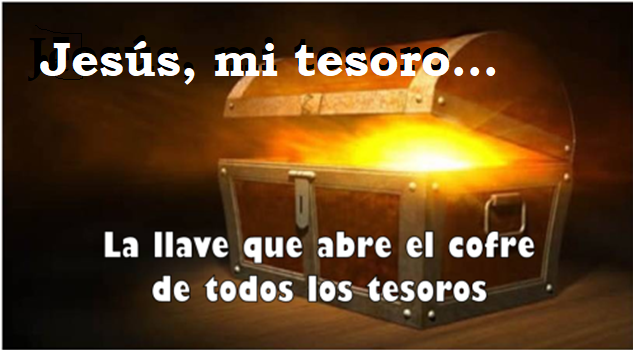 Jesús, mi tesoro...
La llave que abre el cofre
de todos los tesoros